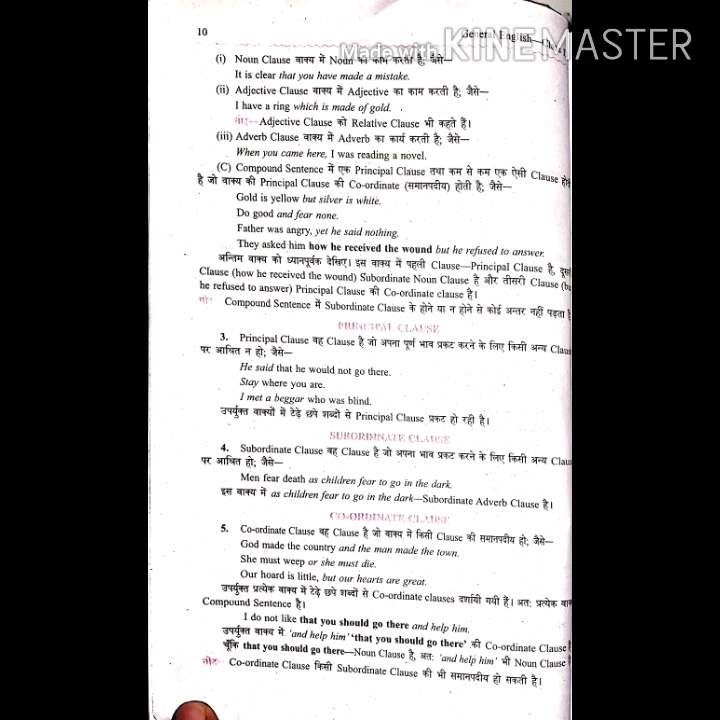 10
General English
Made with KINEMASTER
(i) Noun Clause वाक्य में Noun का काम करती है; जैसे—
It is clear that you have made a mistake.
(ii) Adjective Clause वाक्य में Adjective का काम करती है; जैसे—
I have a ring which is made of gold.
नोट— Adjective Clause को Relative Clause भी कहते हैं।
(iii) Adverb Clause वाक्य में Adverb का कार्य करती है; जैसे—
When you came here, I was reading a novel.
(C) Compound Sentence में एक Principal Clause तथा कम से कम एक ऐसी Clause होती
है जो वाक्य की Principal Clause की Co-ordinate (समानपदीय) होती है; जैसे—
Gold is yellow but silver is white.
Do good and fear none.
Father was angry, yet he said nothing.
They asked him how he received the wound but he refused to answer.
अन्तिम वाक्य को ध्यानपूर्वक देखिए। इस वाक्य में पहली Clause—Principal Clause है, दूसरी
Clause (how he received the wound) Subordinate Noun Clause है और तीसरी Clause (bu
he refused to answer) Principal Clause की Co-ordinate clause है।
नोट— Compound Sentence में Subordinate Clause के होने या न होने से कोई अन्तर नहीं पड़ता है
PRINCIPAL CLAUSE
3. Principal Clause वह Clause है जो अपना पूर्ण भाव प्रकट करने के लिए किसी अन्य Claus
पर आश्रित न हो; जैसे—
He said that he would not go there.
Stay where you are.
I met a beggar who was blind.
उपर्युक्त वाक्यों में टेढ़े छपे शब्दों से Principal Clause प्रकट हो रही है।
SUBORDINATE CLAUSE
4. Subordinate Clause वह Clause है जो अपना भाव प्रकट करने के लिए किसी अन्य Claus
पर आश्रित हो; जैसे—
Men fear death as children fear to go in the dark.
इस वाक्य में as children fear to go in the dark—Subordinate Adverb Clause है।
CO-ORDINATE CLAUSE
5. Co-ordinate Clause वह Clause है जो वाक्य में किसी Clause की समानपदीय हो; जैसे—
God made the country and the man made the town.
She must weep or she must die.
Our hoard is little, but our hearts are great.
उपर्युक्त प्रत्येक वाक्य में टेढ़े छपे शब्दों से Co-ordinate clauses दर्शायी गयी हैं। अतः प्रत्येक वाक्
Compound Sentence है।
I do not like that you should go there and help him.
उपर्युक्त वाक्य में 'and help him' 'that you should go there' की Co-ordinate Clause है
चूँकि that you should go there—Noun Clause है, अतः 'and help him' भी Noun Clause है
नोट— Co-ordinate Clause किसी Subordinate Clause की भी समानपदीय हो सकती है।